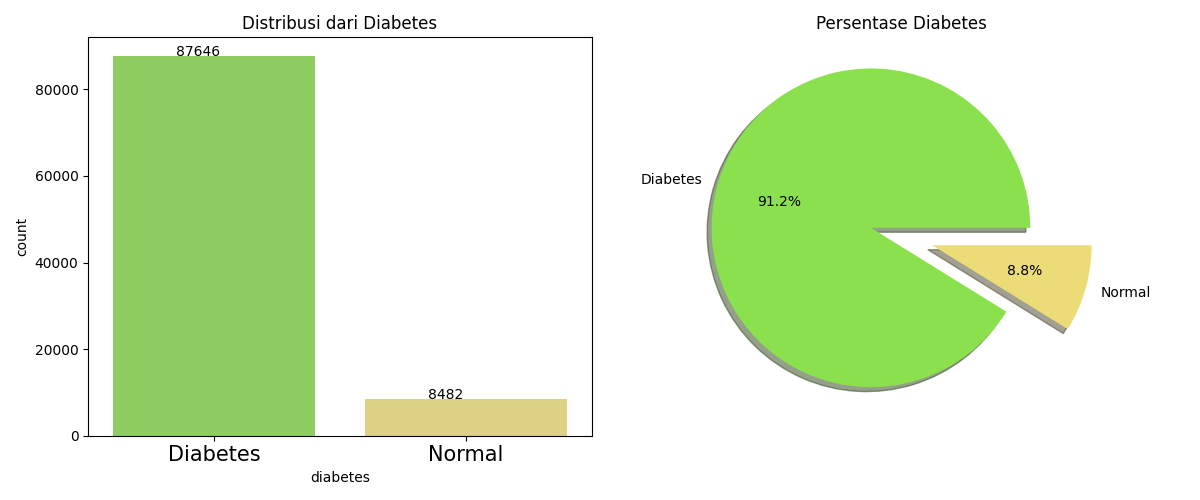 Distribusi dari Diabetes
87646
8482
80000
60000
40000
20000
0
count
Diabetes
Normal
diabetes
Persentase Diabetes
Diabetes
91.2%
8.8%
Normal